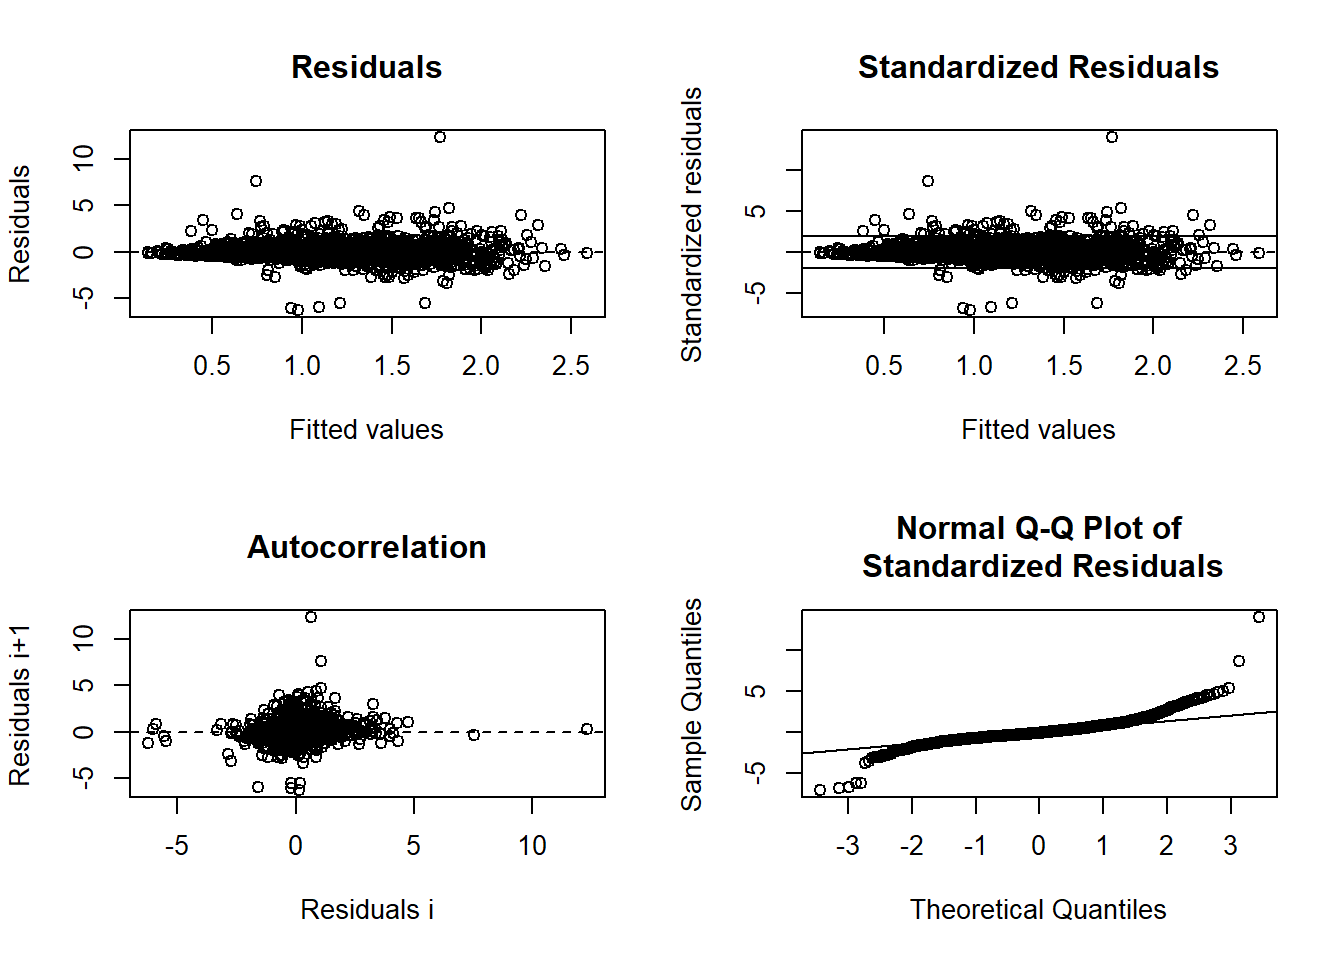 Residuals
Residuals
10
5
0
-5
0.5 1.0 1.5 2.0 2.5
Fitted values
Standardized Residuals
Standardized residuals
5
-5
0.5 1.0 1.5 2.0 2.5
Fitted values
Autocorrelation
Residuals i+1
10
5
0
-5
-5 0 5 10
Residuals i
Normal Q-Q Plot of
Standardized Residuals
Sample Quantiles
5
-5
-3 -2 -1 0 1 2 3
Theoretical Quantiles